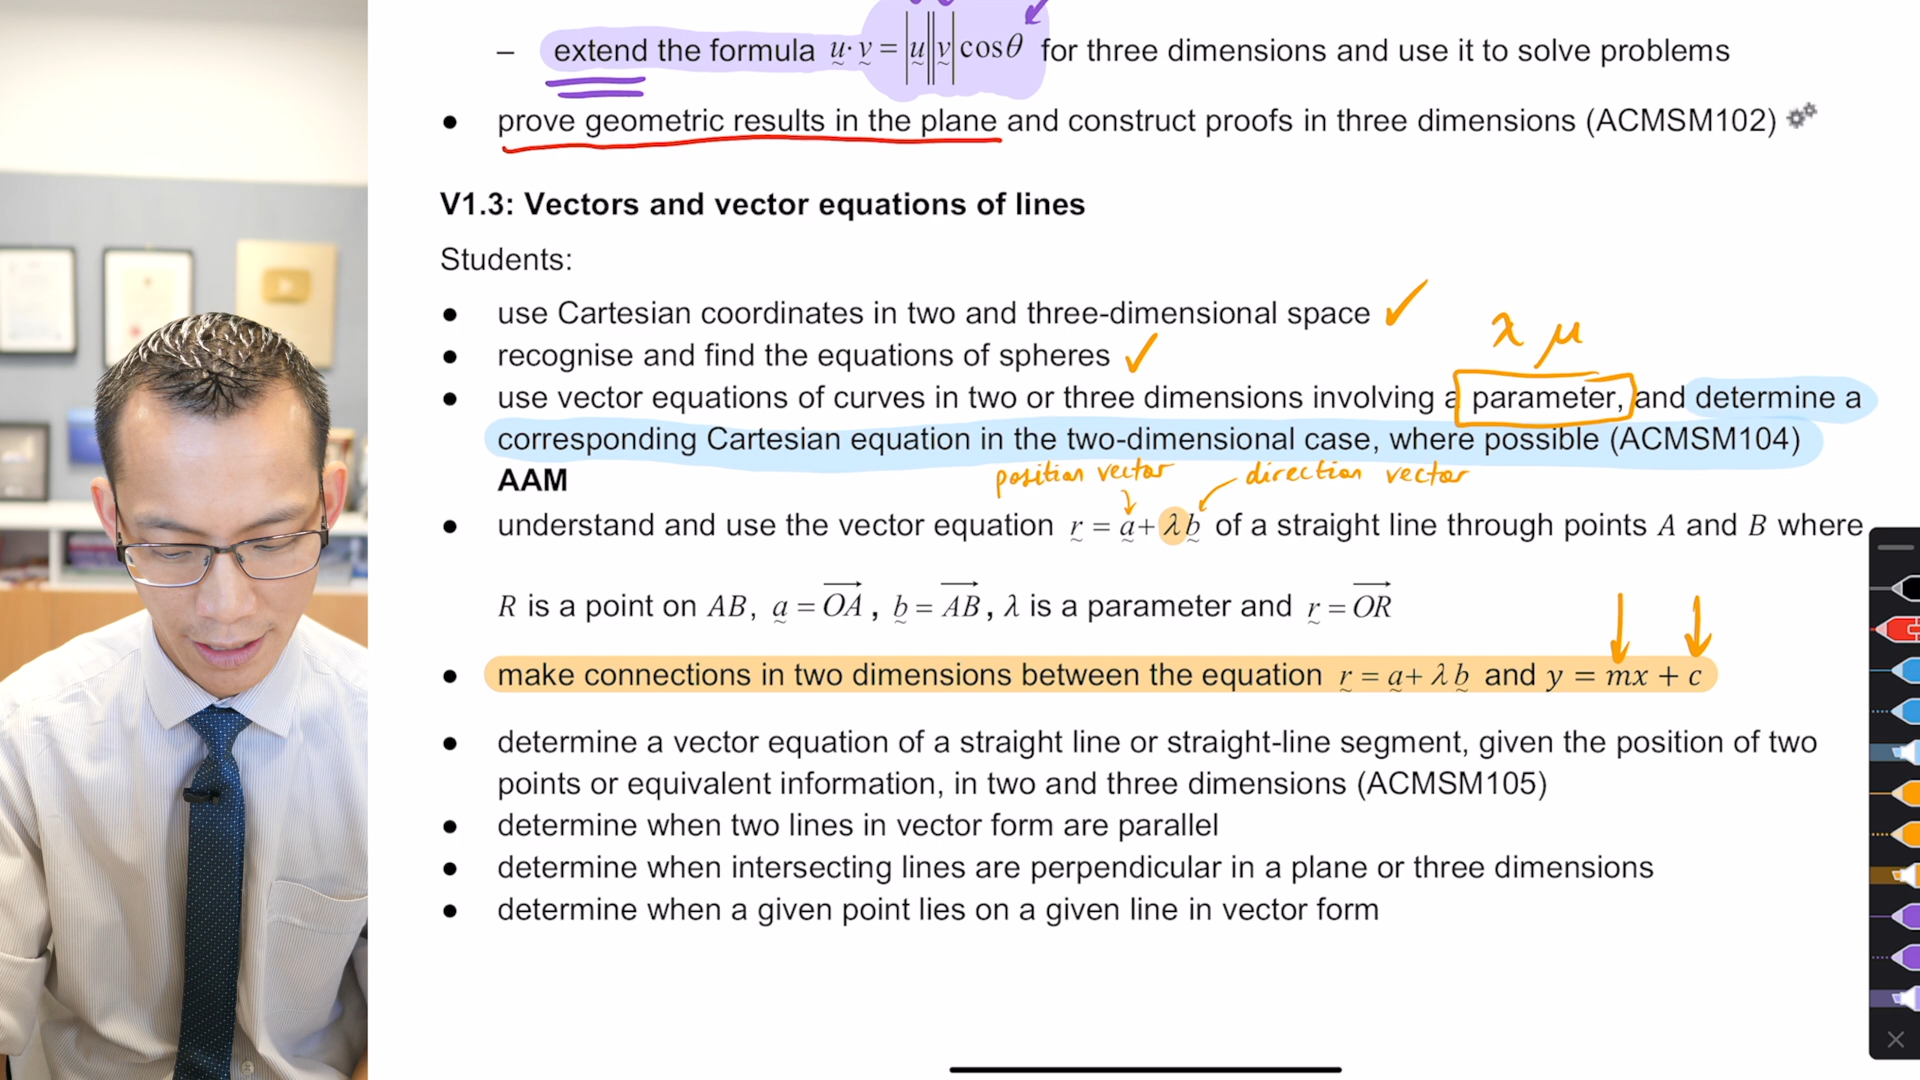 – extend the formula u · v = |u||v| cosθ for three dimensions and use it to solve problems
● prove geometric results in the plane and construct proofs in three dimensions (ACMSM102)
V1.3: Vectors and vector equations of lines
Students:
● use Cartesian coordinates in two and three-dimensional space ✓
λ μ
● recognise and find the equations of spheres ✓
● use vector equations of curves in two or three dimensions involving a parameter, and determine a
corresponding Cartesian equation in the two-dimensional case, where possible (ACMSM104)
AAM
position vector direction vector
● understand and use the vector equation r = a + λb of a straight line through points A and B where
R is a point on AB, a = OA, b = AB, λ is a parameter and r = OR
● make connections in two dimensions between the equation r = a + λb and y = mx + c
● determine a vector equation of a straight line or straight-line segment, given the position of two
points or equivalent information, in two and three dimensions (ACMSM105)
● determine when two lines in vector form are parallel
● determine when intersecting lines are perpendicular in a plane or three dimensions
● determine when a given point lies on a given line in vector form